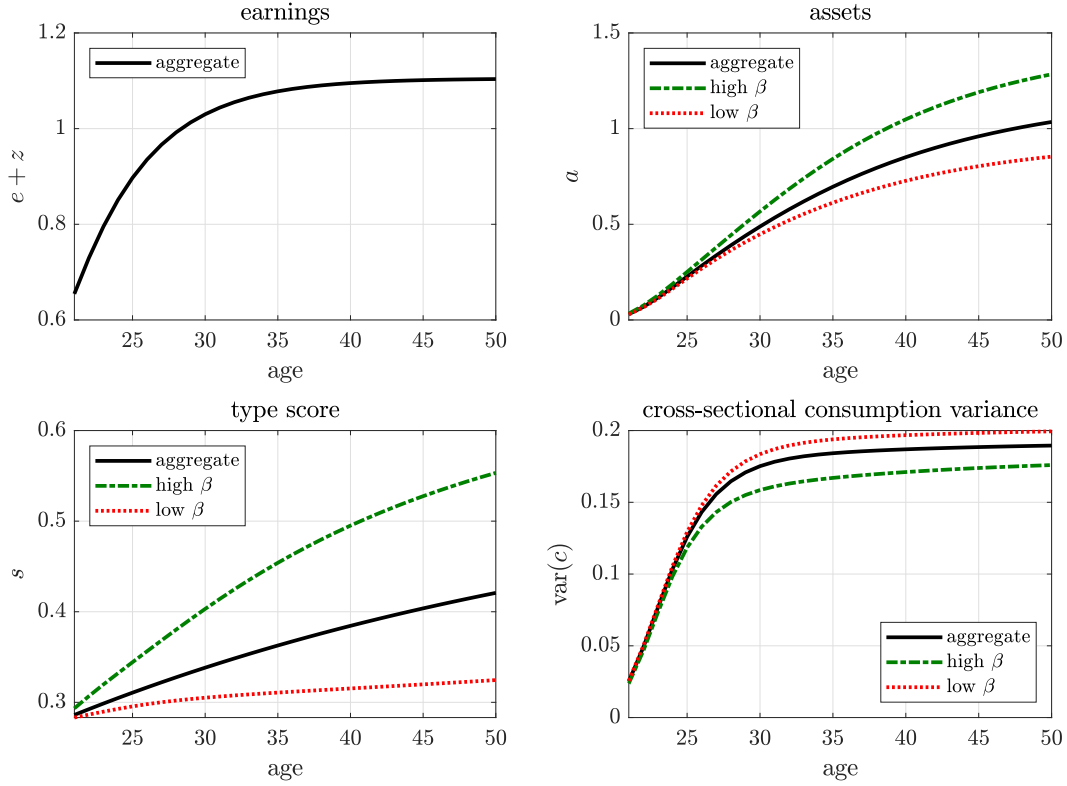 earnings
1.2
1
0.8
0.6
e + z
aggregate
25 30 35 40 45 50
age
assets
1.5
1
0.5
0
a
aggregate
high β
low β
25 30 35 40 45 50
age
type score
0.6
0.5
0.4
0.3
s
aggregate
high β
low β
25 30 35 40 45 50
age
cross-sectional consumption variance
0.2
0.15
0.1
0.05
0
var(c)
aggregate
high β
low β
25 30 35 40 45 50
age